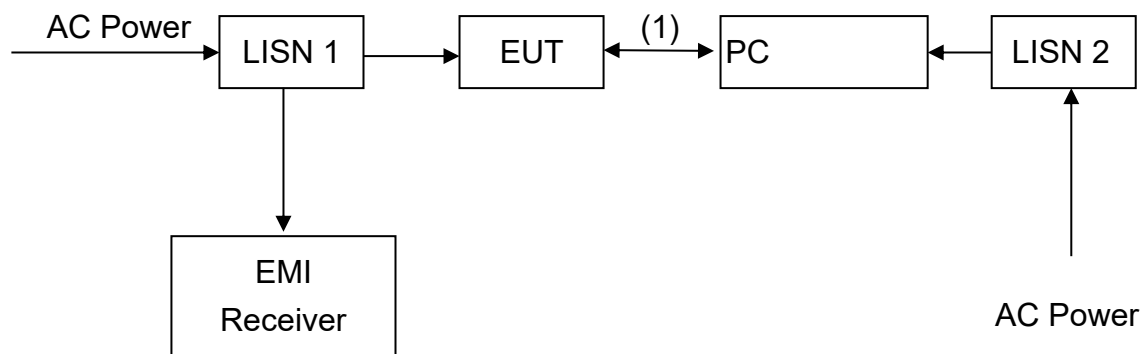 AC Power
LISN 1
EUT
(1)
PC
LISN 2
EMI
Receiver
AC Power